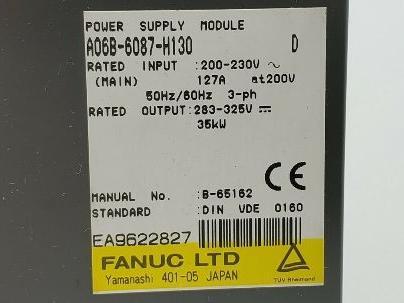 POWER SUPPLY MODULE
A06B-6087-H130 D
RATED INPUT :200-230V ~
(MAIN) 127A at200V
50Hz/60Hz 3-ph
RATED OUTPUT:283-325V ⎓
35kW
CE
MANUAL No. :B-65162
STANDARD :DIN VDE 0160
EA9622827
FANUC LTD
Yamanashi 401-05 JAPAN
TÜV Rheinland